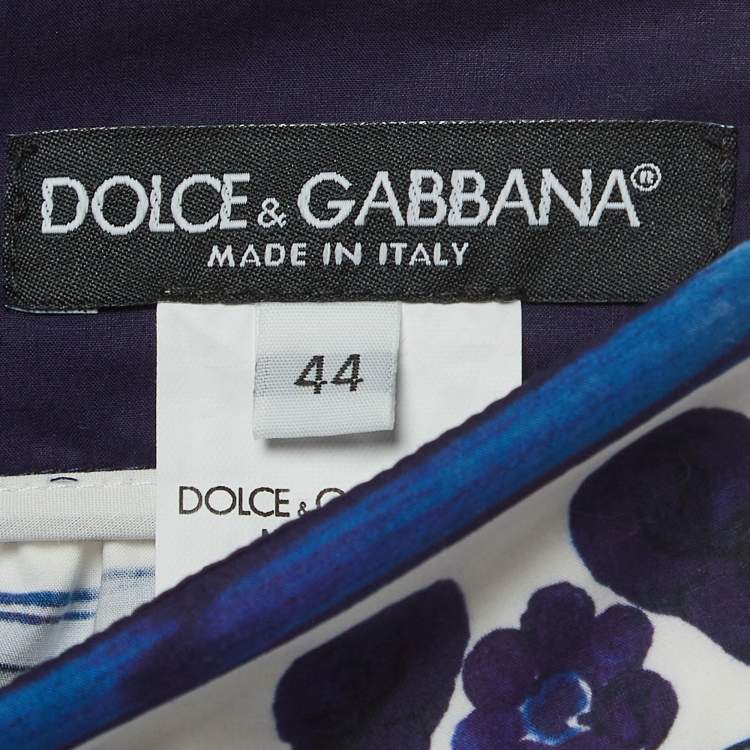 DOLCE & GABBANA®
MADE IN ITALY
44
DOLCE & G